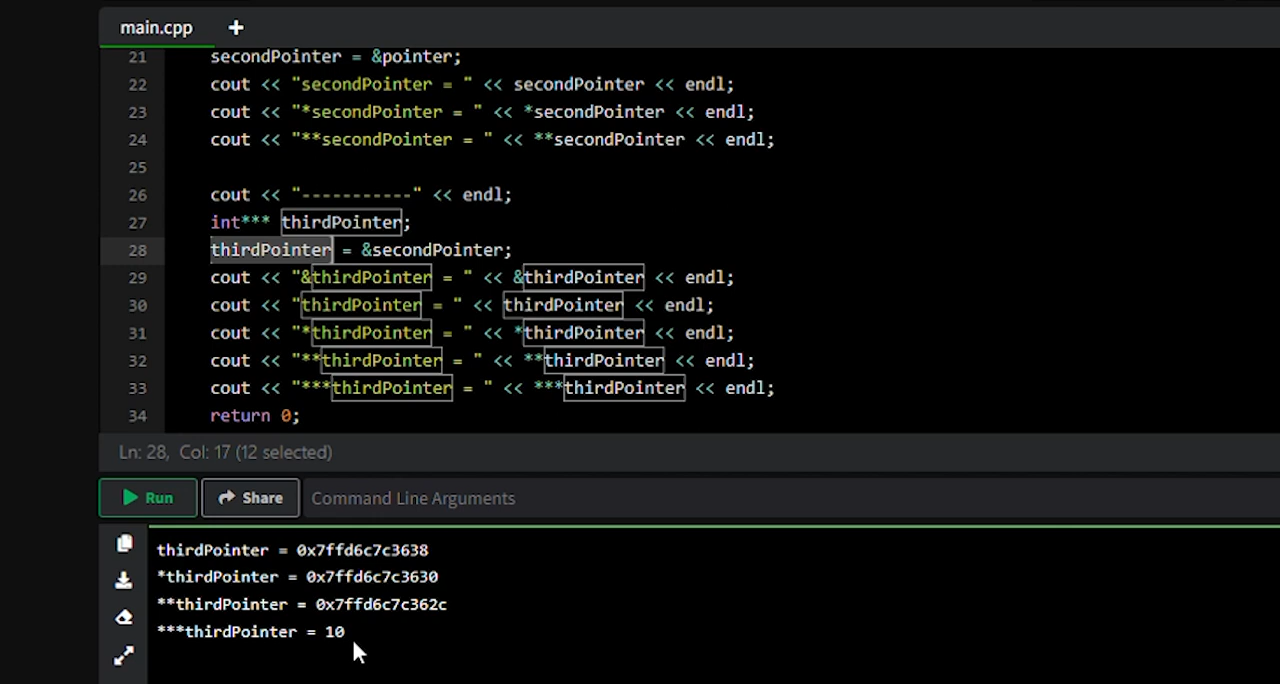 main.cpp +
21 secondPointer = &pointer;
22 cout << "secondPointer = " << secondPointer << endl;
23 cout << "*secondPointer = " << *secondPointer << endl;
24 cout << "**secondPointer = " << **secondPointer << endl;
25
26 cout << "-----------" << endl;
27 int*** thirdPointer;
28 thirdPointer = &secondPointer;
29 cout << "&thirdPointer = " << &thirdPointer << endl;
30 cout << "thirdPointer = " << thirdPointer << endl;
31 cout << "*thirdPointer = " << *thirdPointer << endl;
32 cout << "**thirdPointer = " << **thirdPointer << endl;
33 cout << "***thirdPointer = " << ***thirdPointer << endl;
34 return 0;
Ln: 28, Col: 17 (12 selected)
Run Share Command Line Arguments
thirdPointer = 0x7ffd6c7c3638
*thirdPointer = 0x7ffd6c7c3630
**thirdPointer = 0x7ffd6c7c362c
***thirdPointer = 10